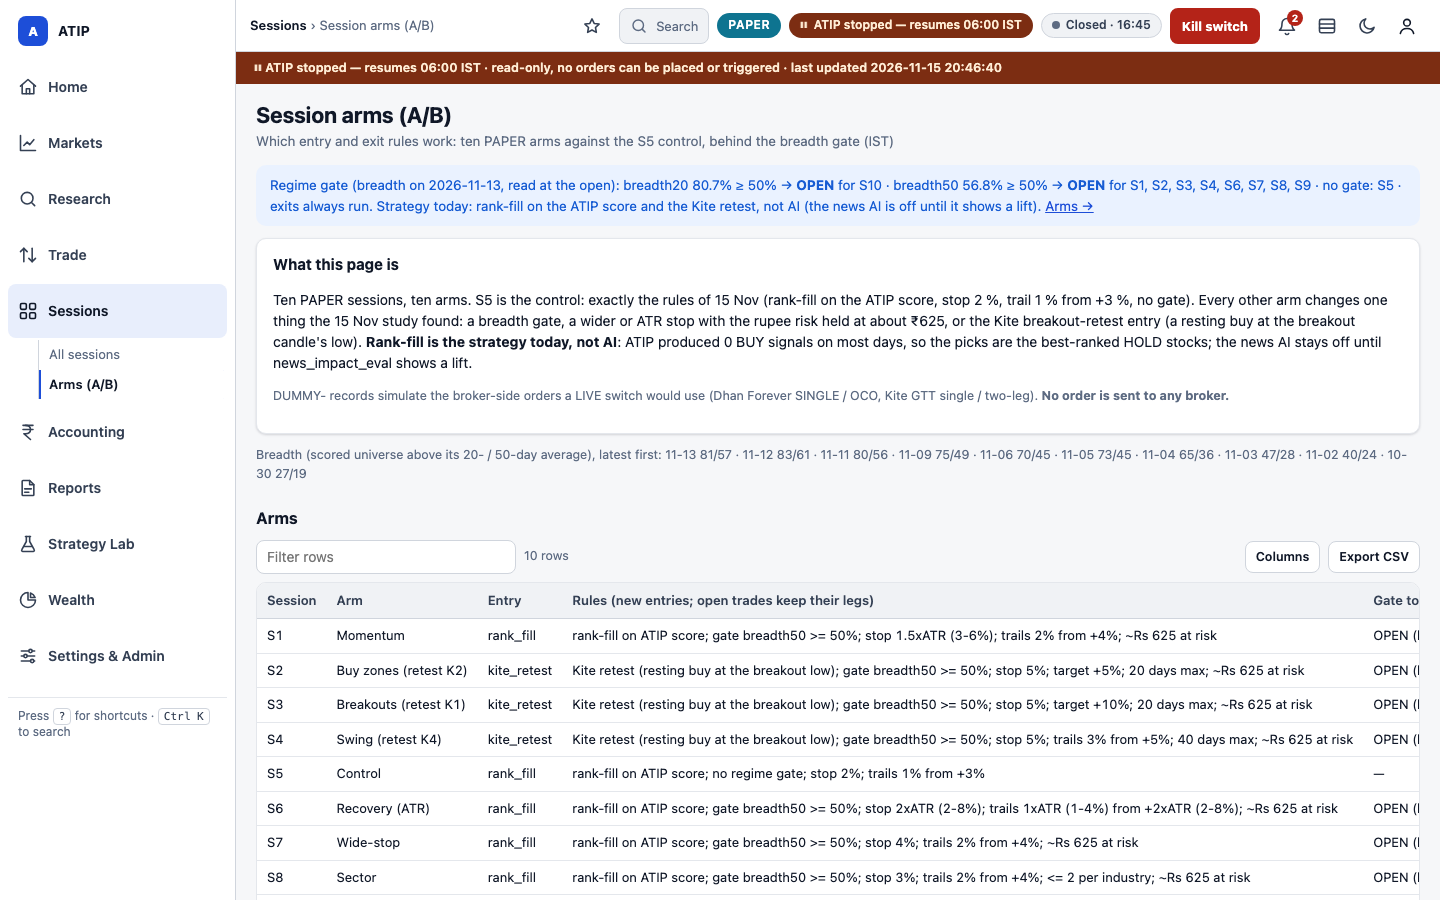 A ATIP
Sessions › Session arms (A/B)
Search
PAPER
ATIP stopped — resumes 06:00 IST
Closed · 16:45
Kill switch
2
ATIP stopped — resumes 06:00 IST · read-only, no orders can be placed or triggered · last updated 2026-11-15 20:46:40
Home
Markets
Research
Trade
Sessions
All sessions
Arms (A/B)
Accounting
Reports
Strategy Lab
Wealth
Settings & Admin
Press ? for shortcuts · Ctrl K
to search
Session arms (A/B)
Which entry and exit rules work: ten PAPER arms against the S5 control, behind the breadth gate (IST)
Regime gate (breadth on 2026-11-13, read at the open): breadth20 80.7% ≥ 50% → OPEN for S10 · breadth50 56.8% ≥ 50% → OPEN for S1, S2, S3, S4, S6, S7, S8, S9 · no gate: S5 ·
exits always run. Strategy today: rank-fill on the ATIP score and the Kite retest, not AI (the news AI is off until it shows a lift). Arms →
What this page is
Ten PAPER sessions, ten arms. S5 is the control: exactly the rules of 15 Nov (rank-fill on the ATIP score, stop 2 %, trail 1 % from +3 %, no gate). Every other arm changes one
thing the 15 Nov study found: a breadth gate, a wider or ATR stop with the rupee risk held at about ₹625, or the Kite breakout-retest entry (a resting buy at the breakout
candle's low). Rank-fill is the strategy today, not AI: ATIP produced 0 BUY signals on most days, so the picks are the best-ranked HOLD stocks; the news AI stays off until
news_impact_eval shows a lift.
DUMMY- records simulate the broker-side orders a LIVE switch would use (Dhan Forever SINGLE / OCO, Kite GTT single / two-leg). No order is sent to any broker.
Breadth (scored universe above its 20- / 50-day average), latest first: 11-13 81/57 · 11-12 83/61 · 11-11 80/56 · 11-09 75/49 · 11-06 70/45 · 11-05 73/45 · 11-04 65/36 · 11-03 47/28 · 11-02 40/24 · 10-
30 27/19
Arms
Filter rows
10 rows
Columns
Export CSV
Session Arm Entry Rules (new entries; open trades keep their legs) Gate to
S1 Momentum rank_fill rank-fill on ATIP score; gate breadth50 >= 50%; stop 1.5xATR (3-6%); trails 2% from +4%; ~Rs 625 at risk OPEN (
S2 Buy zones (retest K2) kite_retest Kite retest (resting buy at the breakout low); gate breadth50 >= 50%; stop 5%; target +5%; 20 days max; ~Rs 625 at risk OPEN (
S3 Breakouts (retest K1) kite_retest Kite retest (resting buy at the breakout low); gate breadth50 >= 50%; stop 5%; target +10%; 20 days max; ~Rs 625 at risk OPEN (
S4 Swing (retest K4) kite_retest Kite retest (resting buy at the breakout low); gate breadth50 >= 50%; stop 5%; trails 3% from +5%; 40 days max; ~Rs 625 at risk OPEN (
S5 Control rank_fill rank-fill on ATIP score; no regime gate; stop 2%; trails 1% from +3% —
S6 Recovery (ATR) rank_fill rank-fill on ATIP score; gate breadth50 >= 50%; stop 2xATR (2-8%); trails 1xATR (1-4%) from +2xATR (2-8%); ~Rs 625 at risk OPEN (
S7 Wide-stop rank_fill rank-fill on ATIP score; gate breadth50 >= 50%; stop 4%; trails 2% from +4%; ~Rs 625 at risk OPEN (
S8 Sector rank_fill rank-fill on ATIP score; gate breadth50 >= 50%; stop 3%; trails 2% from +4%; <= 2 per industry; ~Rs 625 at risk OPEN (